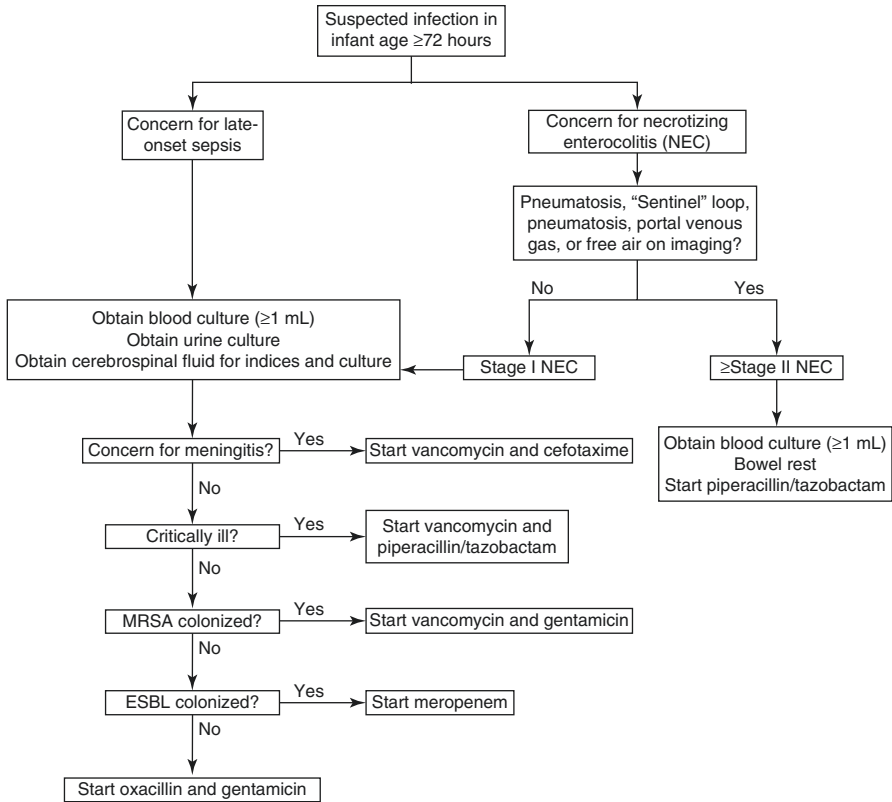 Suspected infection in
infant age ≥72 hours
Concern for late-
onset sepsis
Concern for necrotizing
enterocolitis (NEC)
Pneumatosis, “Sentinel” loop,
pneumatosis, portal venous
gas, or free air on imaging?
No
Yes
Obtain blood culture (≥1 mL)
Obtain urine culture
Obtain cerebrospinal fluid for indices and culture
Stage I NEC
≥Stage II NEC
Obtain blood culture (≥1 mL)
Bowel rest
Start piperacillin/tazobactam
Concern for meningitis?
Yes
Start vancomycin and cefotaxime
No
Critically ill?
Yes
Start vancomycin and
piperacillin/tazobactam
No
MRSA colonized?
Yes
Start vancomycin and gentamicin
No
ESBL colonized?
Yes
Start meropenem
No
Start oxacillin and gentamicin